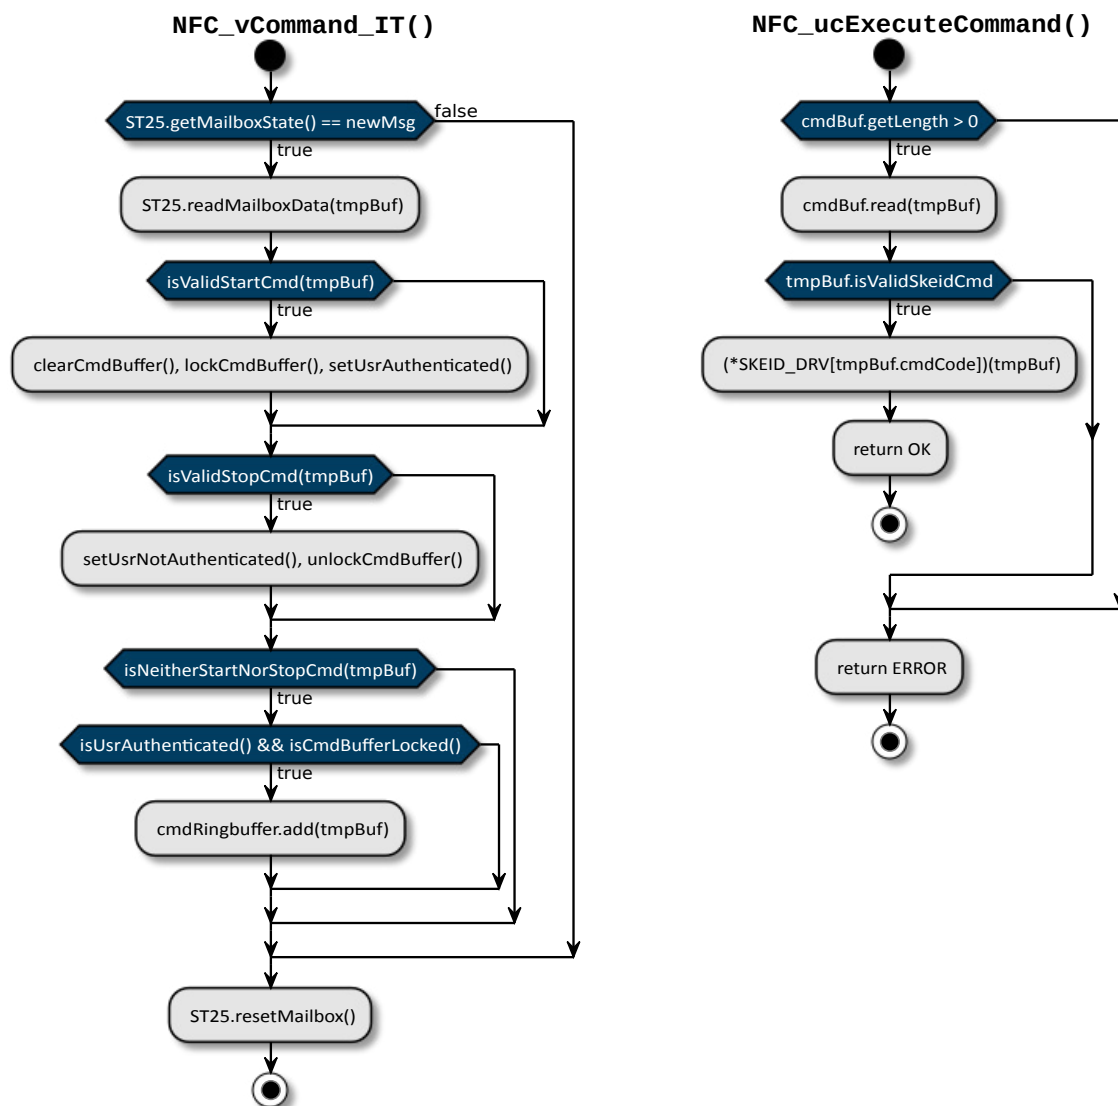 NFC_vCommand_IT()
ST25.getMailboxState() == newMsg
false
true
ST25.readMailboxData(tmpBuf)
isValidStartCmd(tmpBuf)
true
clearCmdBuffer(), lockCmdBuffer(), setUsrAuthenticated()
isValidStopCmd(tmpBuf)
true
setUsrNotAuthenticated(), unlockCmdBuffer()
isNeitherStartNorStopCmd(tmpBuf)
true
isUsrAuthenticated() && isCmdBufferLocked()
true
cmdRingbuffer.add(tmpBuf)
ST25.resetMailbox()
NFC_ucExecuteCommand()
cmdBuf.getLength > 0
true
cmdBuf.read(tmpBuf)
tmpBuf.isValidSkeidCmd
true
(*SKEID_DRV[tmpBuf.cmdCode])(tmpBuf)
return OK
return ERROR